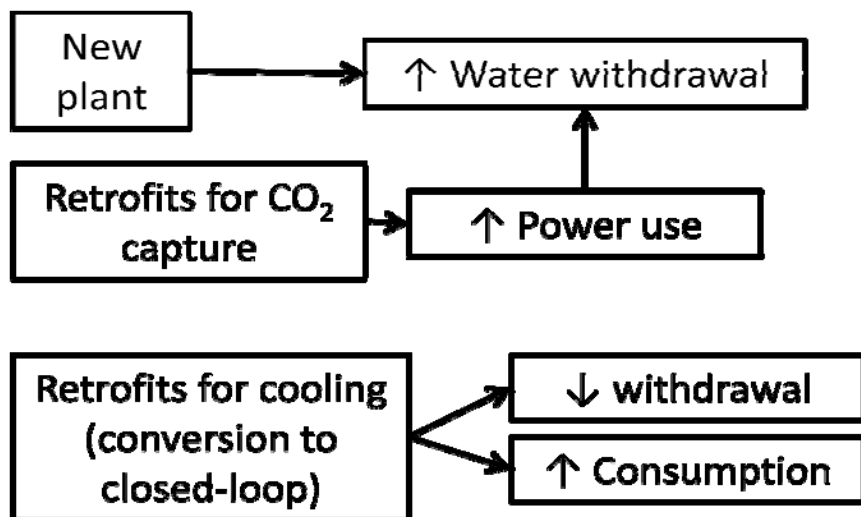 New
plant
↑ Water withdrawal
Retrofits for CO₂
capture
↑ Power use
Retrofits for cooling
(conversion to
closed-loop)
↓ withdrawal
↑ Consumption